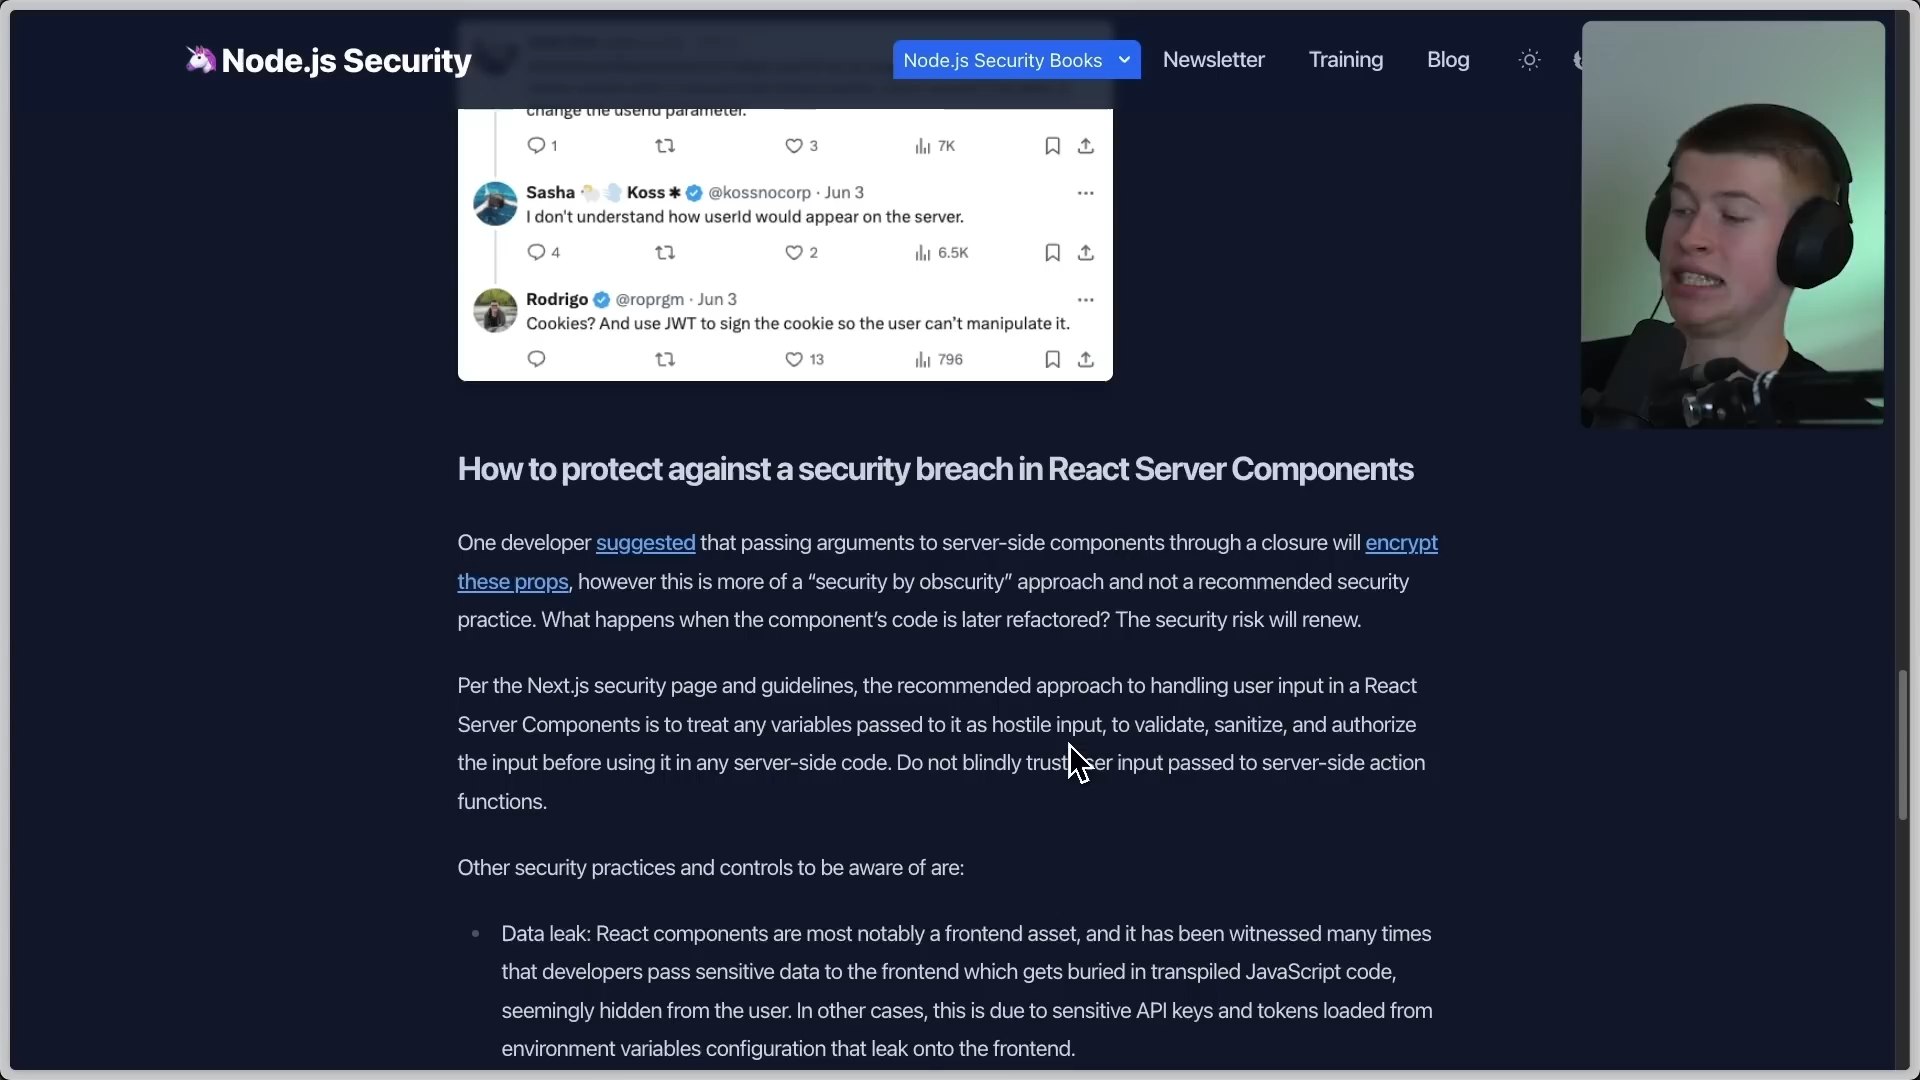 Node.js Security
Node.js Security Books
Newsletter
Training
Blog
change the userId parameter.
1
3
7K
Sasha Koss @kossnocorp · Jun 3
I don't understand how userId would appear on the server.
4
2
6.5K
Rodrigo @roprgm · Jun 3
Cookies? And use JWT to sign the cookie so the user can't manipulate it.
13
796
How to protect against a security breach in React Server Components
One developer suggested that passing arguments to server-side components through a closure will encrypt
these props, however this is more of a “security by obscurity” approach and not a recommended security
practice. What happens when the component’s code is later refactored? The security risk will renew.
Per the Next.js security page and guidelines, the recommended approach to handling user input in a React
Server Components is to treat any variables passed to it as hostile input, to validate, sanitize, and authorize
the input before using it in any server-side code. Do not blindly trust user input passed to server-side action
functions.
Other security practices and controls to be aware of are:
Data leak: React components are most notably a frontend asset, and it has been witnessed many times
that developers pass sensitive data to the frontend which gets buried in transpiled JavaScript code,
seemingly hidden from the user. In other cases, this is due to sensitive API keys and tokens loaded from
environment variables configuration that leak onto the frontend.